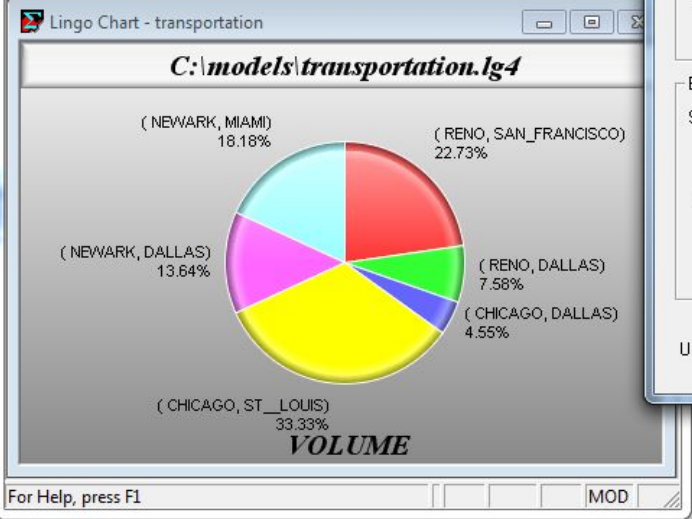 Lingo Chart - transportation
C:\models\transportation.lg4
( NEWARK, MIAMI)
18.18%
( RENO, SAN_FRANCISCO)
22.73%
( NEWARK, DALLAS)
13.64%
( RENO, DALLAS)
7.58%
( CHICAGO, DALLAS)
4.55%
( CHICAGO, ST__LOUIS)
33.33%
VOLUME
For Help, press F1
MOD